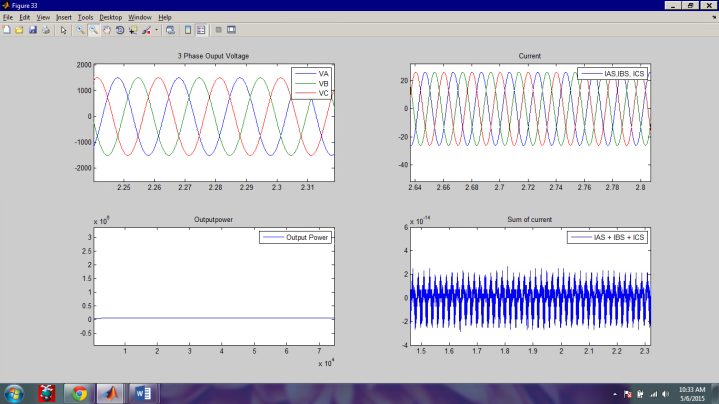 Figure 33
File Edit View Insert Tools Desktop Window Help
3 Phase Ouput Voltage
2000
1000
0
-1000
-2000
2.25 2.26 2.27 2.28 2.29 2.3 2.31
VA
VB
VC
Current
20
0
-20
-40
2.64 2.66 2.68 2.7 2.72 2.74 2.76 2.78 2.8
IAS,IBS, ICS
Outputpower
3
2.5
2
1.5
1
0.5
0
-0.5
1 2 3 4 5 6 7
x 10^4
Output Power
Sum of current
x 10^-14
6
4
2
0
-2
-4
1.5 1.6 1.7 1.8 1.9 2 2.1 2.2 2.3
IAS + IBS + ICS
10:33 AM
5/6/2015